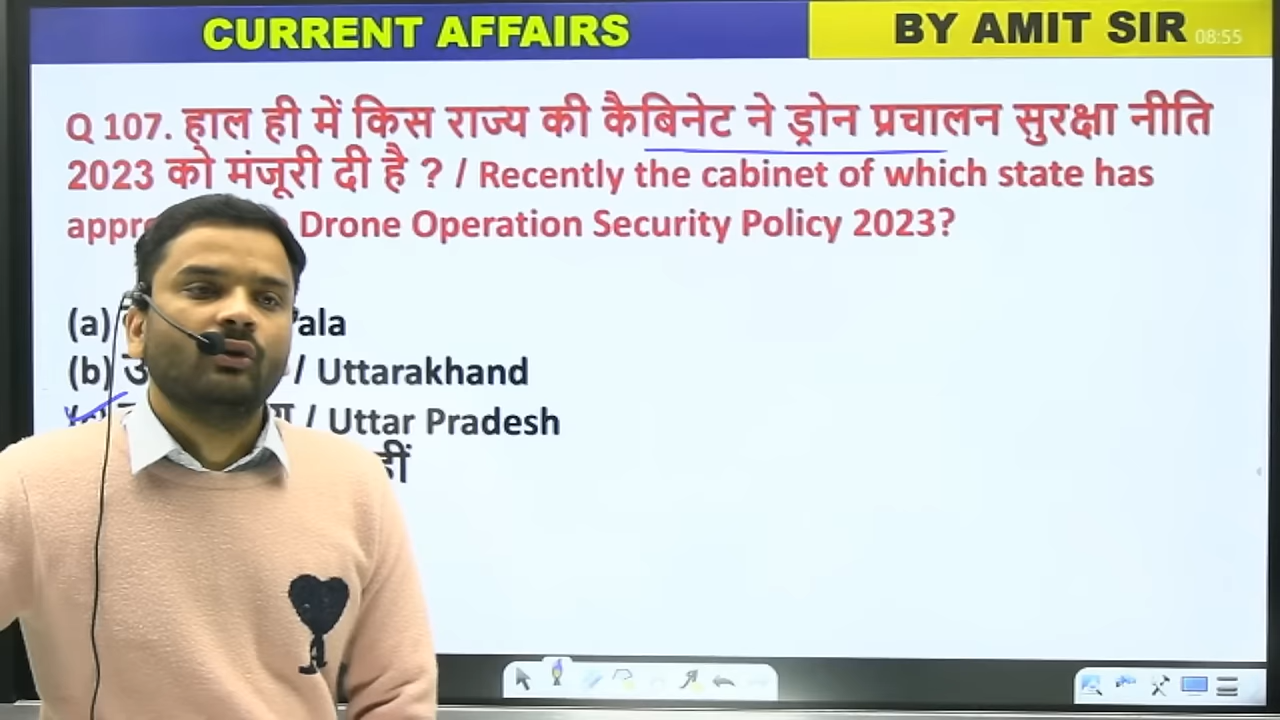 CURRENT AFFAIRS
BY AMIT SIR
08:55
Q 107. हाल ही में किस राज्य की कैबिनेट ने ड्रोन प्रचालन सुरक्षा नीति
2023 को मंजूरी दी है ? / Recently the cabinet of which state has
Drone Operation Security Policy 2023?
(a)
(b) / Uttarakhand
/ Uttar Pradesh